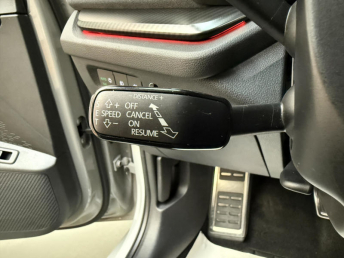 - DISTANCE +
+ OFF
SPEED CANCEL
- ON
RESUME